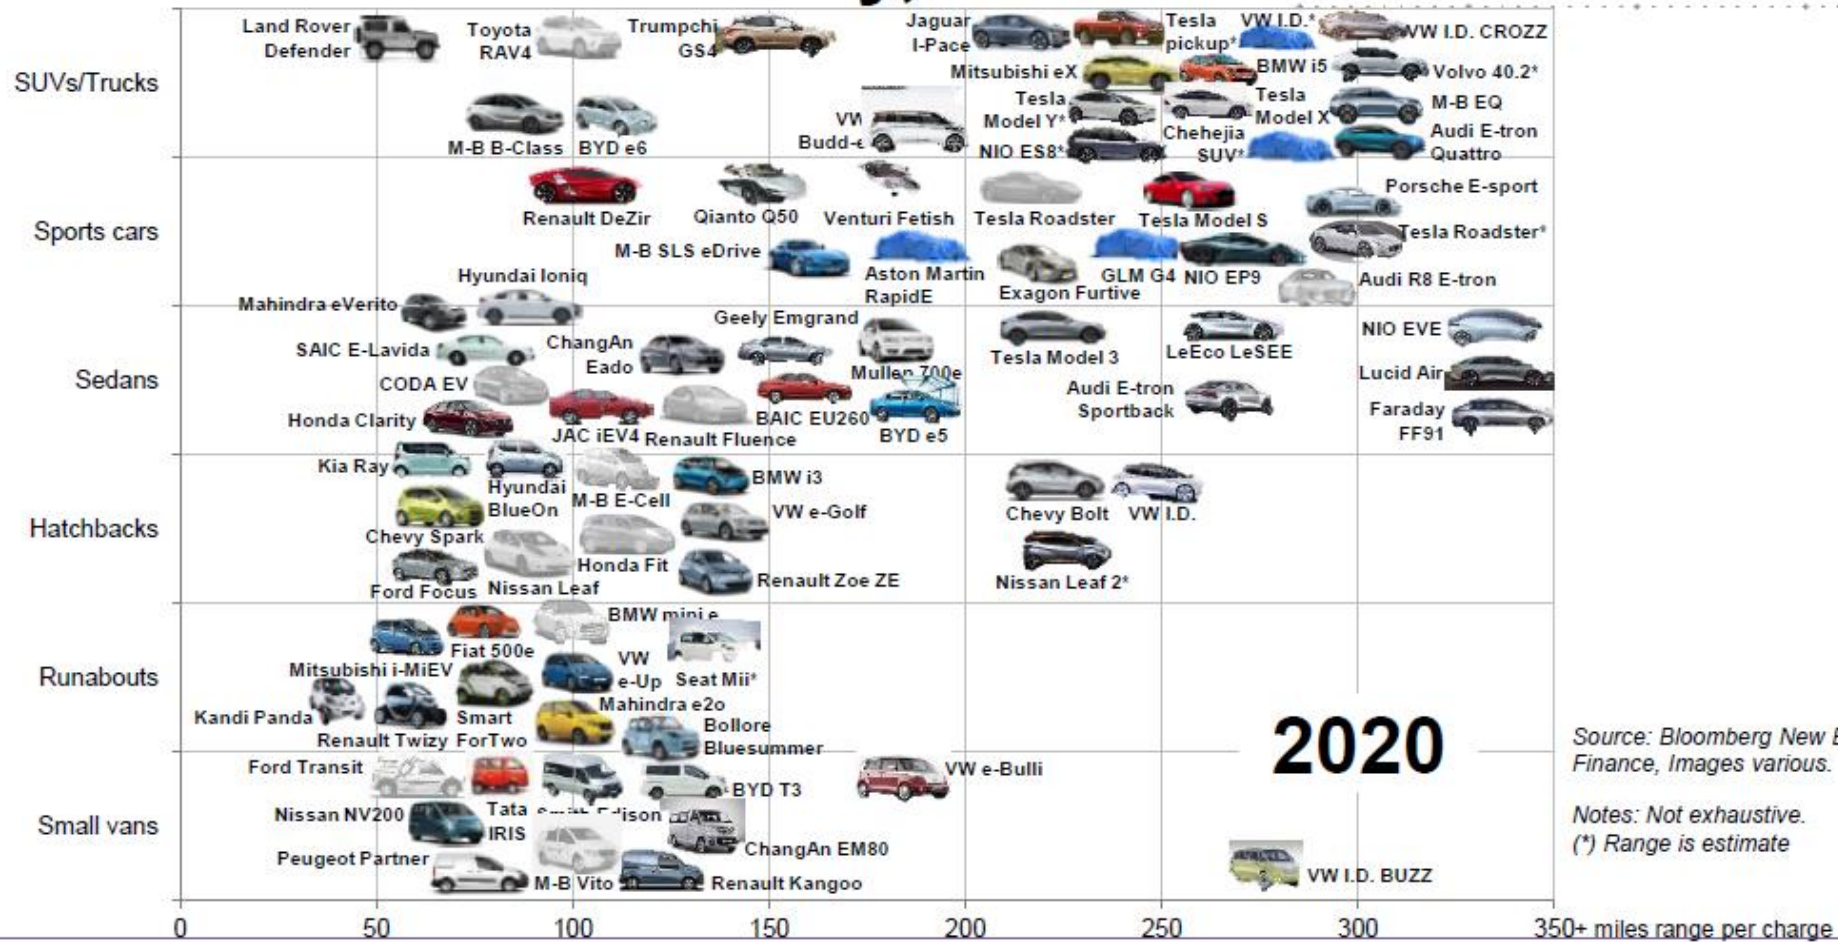 Land Rover
Defender
Toyota
RAV4
Trumpchi
GS4
Jaguar
I-Pace
Tesla
pickup*
VW I.D.*
VW I.D. CROZZ
SUVs/Trucks
Mitsubishi eX
BMW i5
Volvo 40.2*
Tesla
Model Y*
Tesla
Model X
M-B EQ
VW
Budd-e
Chehejia
SUV*
Audi E-tron
Quattro
M-B B-Class
BYD e6
NIO ES8*
Sports cars
Renault DeZir
Qianto Q50
Venturi Fetish
Tesla Roadster
Tesla Model S
Porsche E-sport
M-B SLS eDrive
Aston Martin
RapidE
Exagon Furtive
GLM G4
NIO EP9
Tesla Roadster*
Audi R8 E-tron
Hyundai Ioniq
Mahindra eVerito
Sedans
SAIC E-Lavida
ChangAn
Eado
Geely Emgrand
Mullen 700e
Tesla Model 3
LeEco LeSEE
NIO EVE
CODA EV
Honda Clarity
JAC iEV4
Renault Fluence
BAIC EU260
BYD e5
Audi E-tron
Sportback
Lucid Air
Faraday
FF91
Hatchbacks
Kia Ray
Hyundai
BlueOn
M-B E-Cell
BMW i3
Chevy Spark
VW e-Golf
Chevy Bolt
VW I.D.
Ford Focus
Nissan Leaf
Honda Fit
Renault Zoe ZE
Nissan Leaf 2*
Runabouts
Mitsubishi i-MiEV
Fiat 500e
BMW mini e
VW
e-Up
Seat Mii*
Kandi Panda
Renault Twizy
Smart
ForTwo
Mahindra e2o
Bollore
Bluesummer
Small vans
Ford Transit
Nissan NV200
Tata
IRIS
Smith Edison
BYD T3
VW e-Bulli
Peugeot Partner
M-B Vito
ChangAn EM80
Renault Kangoo
VW I.D. BUZZ
2020
Source: Bloomberg New E
Finance, Images various.
Notes: Not exhaustive.
(*) Range is estimate
0 50 100 150 200 250 300 350+ miles range per charge